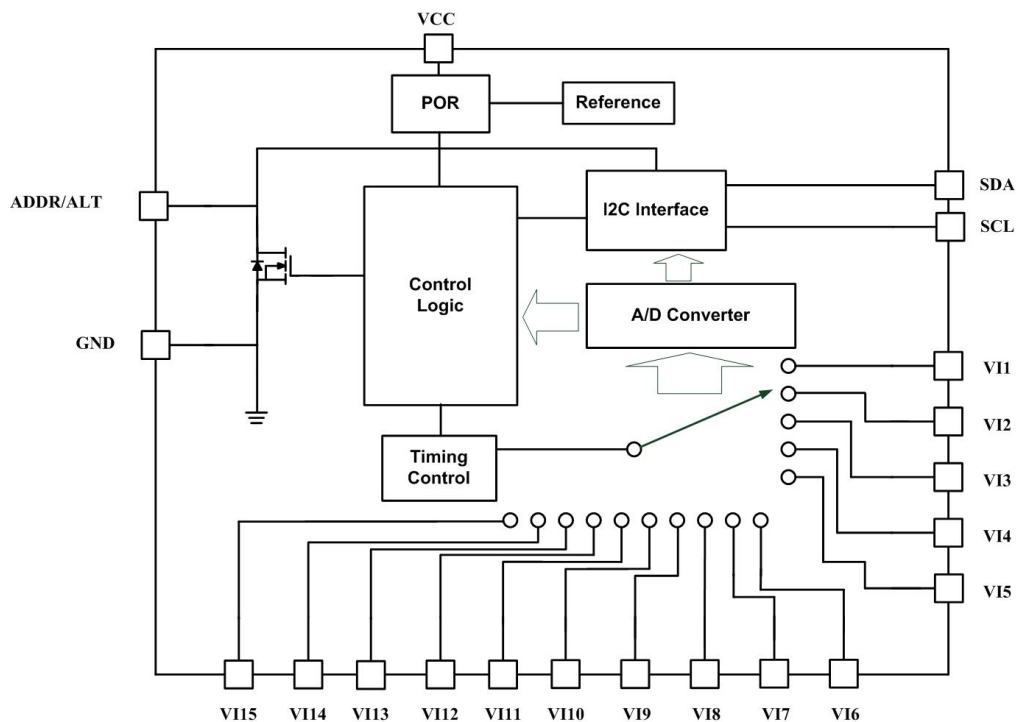 VCC
POR
Reference
ADDR/ALT
SDA
I2C Interface
SCL
Control
Logic
A/D Converter
GND
VI1
VI2
Timing
Control
VI3
VI4
VI5
VI15
VI14
VI13
VI12
VI11
VI10
VI9
VI8
VI7
VI6